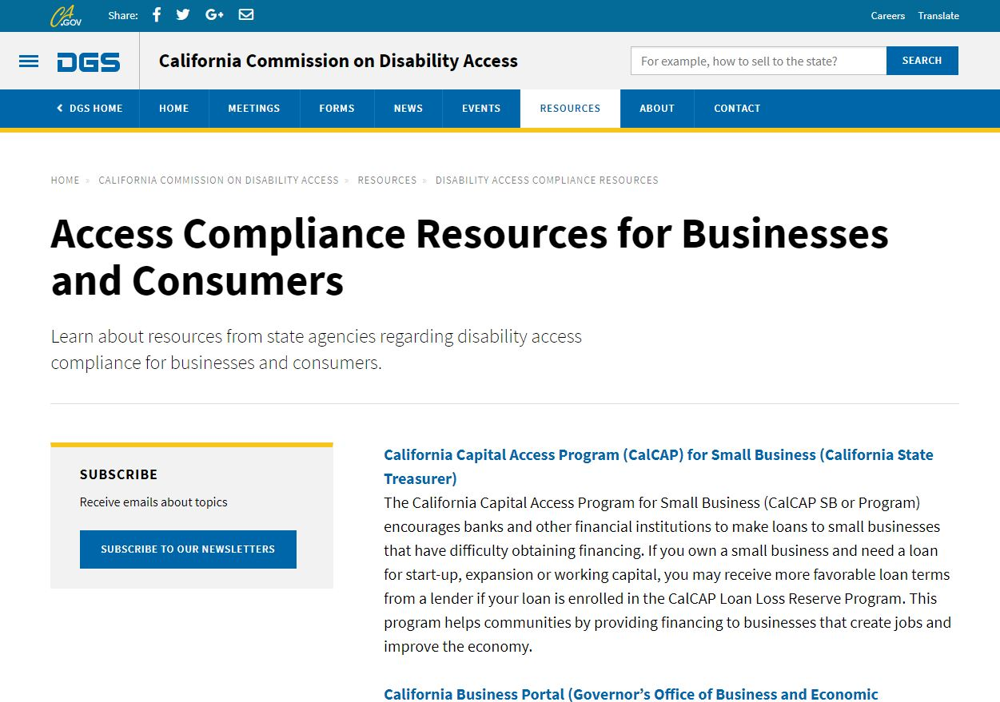 CA.GOV Share: Careers Translate
DGS California Commission on Disability Access For example, how to sell to the state? SEARCH
DGS HOME HOME MEETINGS FORMS NEWS EVENTS RESOURCES ABOUT CONTACT
HOME » CALIFORNIA COMMISSION ON DISABILITY ACCESS » RESOURCES » DISABILITY ACCESS COMPLIANCE RESOURCES
Access Compliance Resources for Businesses
and Consumers
Learn about resources from state agencies regarding disability access
compliance for businesses and consumers.
SUBSCRIBE
Receive emails about topics
SUBSCRIBE TO OUR NEWSLETTERS
California Capital Access Program (CalCAP) for Small Business (California State
Treasurer)
The California Capital Access Program for Small Business (CalCAP SB or Program)
encourages banks and other financial institutions to make loans to small businesses
that have difficulty obtaining financing. If you own a small business and need a loan
for start-up, expansion or working capital, you may receive more favorable loan terms
from a lender if your loan is enrolled in the CalCAP Loan Loss Reserve Program. This
program helps communities by providing financing to businesses that create jobs and
improve the economy.
California Business Portal (Governor’s Office of Business and Economic